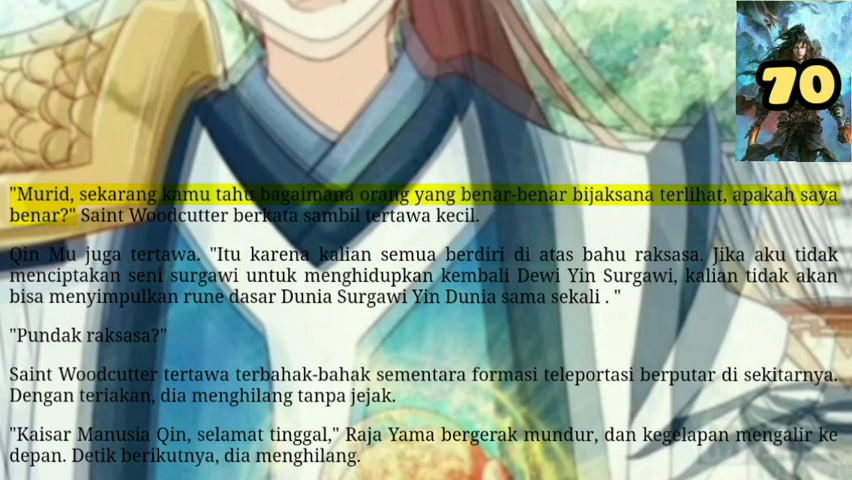 70
"Murid, sekarang kamu tahu bagaimana orang yang benar-benar bijaksana terlihat, apakah saya
benar?" Saint Woodcutter berkata sambil tertawa kecil.
Qin Mu juga tertawa. "Itu karena kalian semua berdiri di atas bahu raksasa. Jika aku tidak
menciptakan seni surgawi untuk menghidupkan kembali Dewi Yin Surgawi, kalian tidak akan
bisa menyimpulkan rune dasar Dunia Surgawi Yin Dunia sama sekali . "
"Pundak raksasa?"
Saint Woodcutter tertawa terbahak-bahak sementara formasi teleportasi berputar di sekitarnya.
Dengan teriakan, dia menghilang tanpa jejak.
"Kaisar Manusia Qin, selamat tinggal," Raja Yama bergerak mundur, dan kegelapan mengalir ke
depan. Detik berikutnya, dia menghilang.